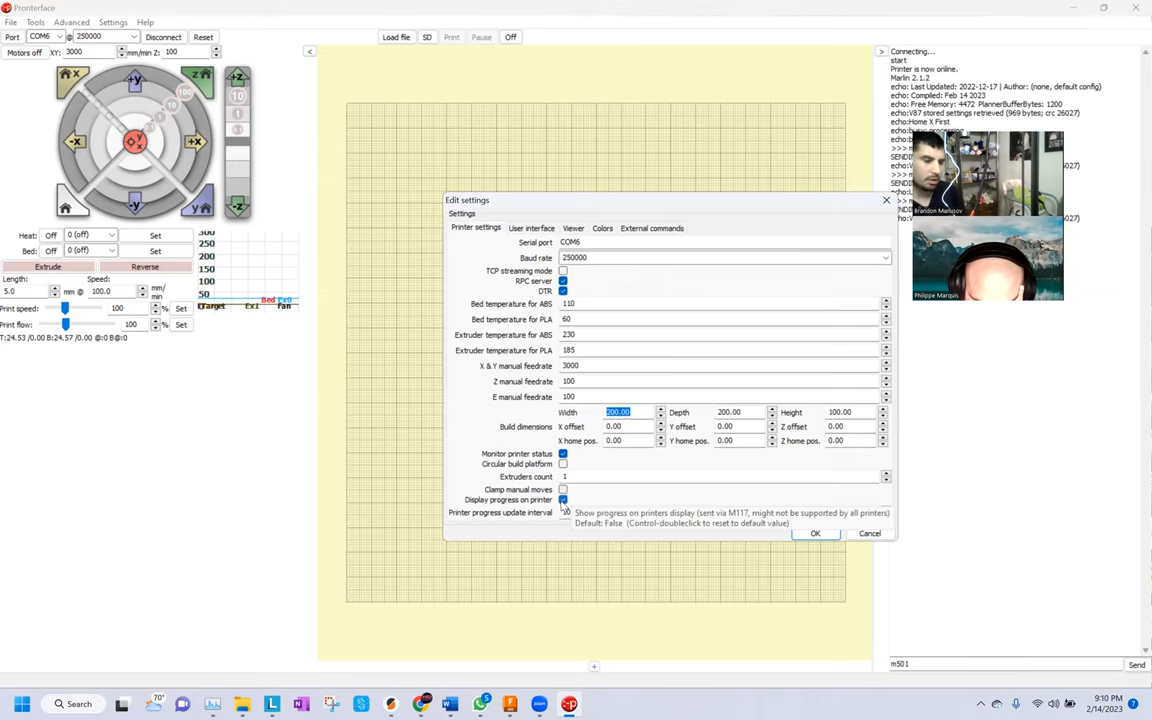 Pronterface
File Tools Advanced Settings Help
Port COM6 @ 250000 Disconnect Reset
Motors off XY: 3000 mm/min Z: 100
Load file SD Print Pause Off
<
>
+y
z
x
+z
100
10
1
10
1
0.1
-x
y
x
+x
-y
y
-z
Heat: Off 0 (off) Set
Bed: Off 0 (off) Set
Extrude Reverse
Length: Speed:
5.0 mm @ 100.0 mm/
min
Print speed: 100 % Set
Print flow: 100 % Set
T:24.53 /0.00 B:24.57 @0 B@:0
300
250
200
150
100
50
Bed Ex0
Target Ex1 Fan
Connecting...
start
Printer is now online.
Marlin 2.1.2
echo: Last Updated: 2022-12-17 | Author: (none, default config)
echo: Compiled: Feb 14 2023
echo: Free Memory: 4472 PlannerBufferBytes: 1200
echo:V87 stored settings retrieved (969 bytes; crc 26027)
echo:Home X First
>>> m
SENDIN
>>> m
SENDIN
Brandon Mariusov
Philippe Marquis
Edit settings
Settings
Printer settings User interface Viewer Colors External commands
Serial port COM6
Baud rate 250000
TCP streaming mode
RPC server
DTR
Bed temperature for ABS 110
Bed temperature for PLA 60
Extruder temperature for ABS 230
Extruder temperature for PLA 185
X & Y manual feedrate 3000
Z manual feedrate 100
E manual feedrate 100
Width 200.00 Depth 200.00 Height 100.00
Build dimensions X offset 0.00 Y offset 0.00 Z offset 0.00
X home pos. 0.00 Y home pos. 0.00 Z home pos. 0.00
Monitor printer status
Circular build platform
Extruders count 1
Clamp manual moves
Display progress on printer
Printer progress update interval
Show progress on printers display (sent via M117, might not be supported by all printers)
Default: False (Control-doubleclick to reset to default value)
OK Cancel
+
m501 Send
Search
70°
5
9:10 PM
2/14/2023
7